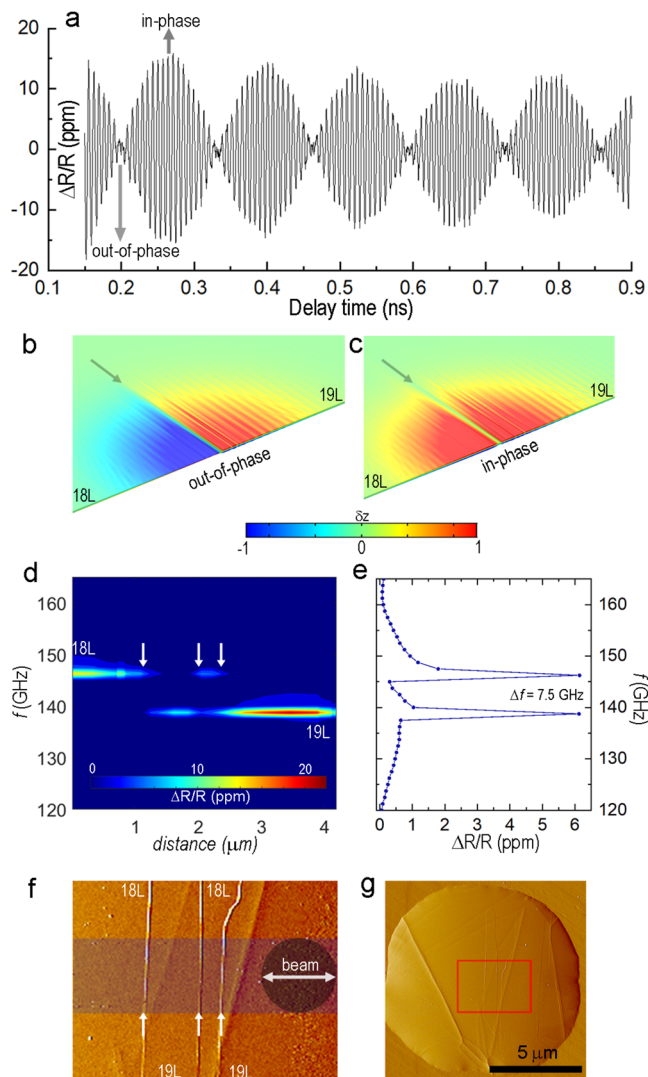 a
in-phase
20
10
0
-10
-20
ΔR/R (ppm)
out-of-phase
0.1 0.2 0.3 0.4 0.5 0.6 0.7 0.8 0.9
Delay time (ns)
b
c
19L
19L
out-of-phase
in-phase
18L
18L
δz
-1 0 1
d
e
160
150
140
130
120
f (GHz)
18L
19L
0 10 20
ΔR/R (ppm)
1 2 3 4
distance (μm)
Δf = 7.5 GHz
160
150
140
130
120
f (GHz)
0 1 2 3 4 5 6 7
ΔR/R (ppm)
f
g
18L 18L
beam
19L 19L
5 μm